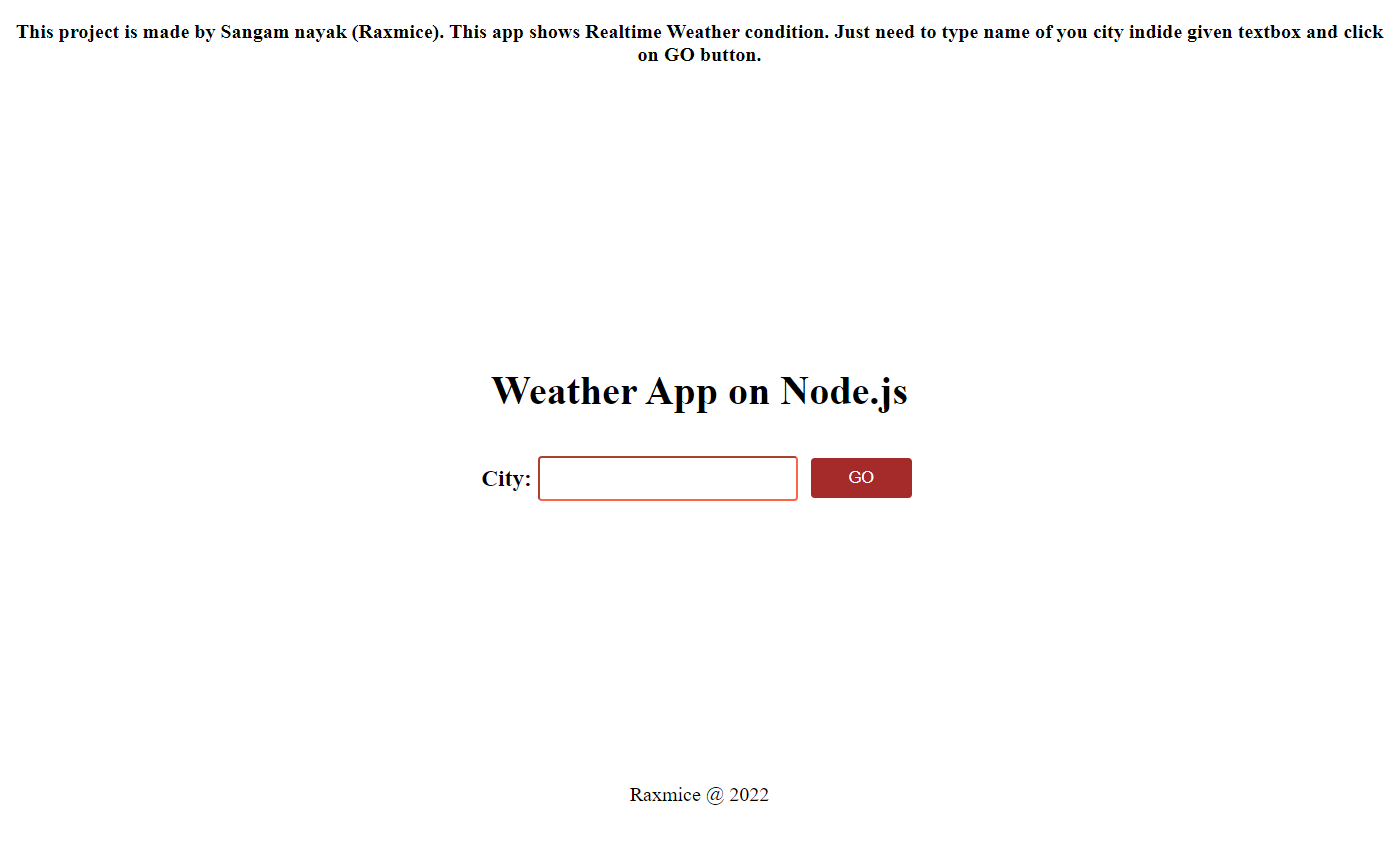 This project is made by Sangam nayak (Raxmice). This app shows Realtime Weather condition. Just need to type name of you city indide given textbox and click
on GO button.
Weather App on Node.js
City:
GO
Raxmice @ 2022